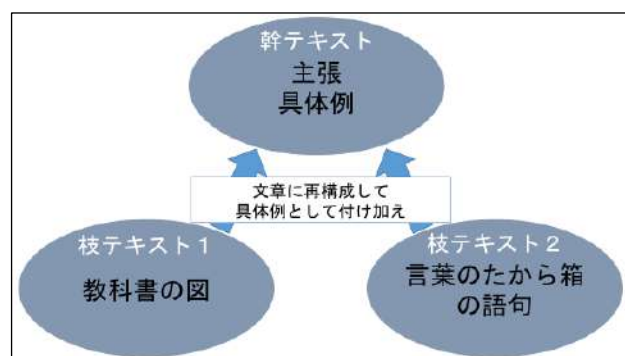 幹テキスト
主張
具体例
文章に再構成して
具体例として付け加え
枝テキスト１
教科書の図
枝テキスト２
言葉のたから箱
の語句